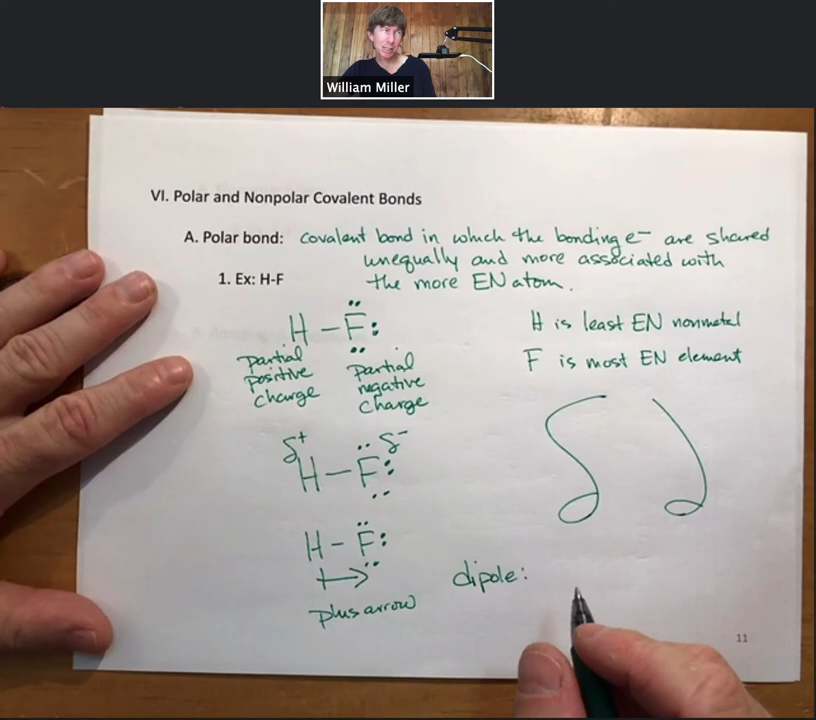 William Miller
VI. Polar and Nonpolar Covalent Bonds
A. Polar bond: covalent bond in which the bonding e⁻ are shared
unequally and more associated with
the more EN atom.
1. Ex: H-F
H – F
H is least EN nonmetal
F is most EN element
partial
positive
charge
Partial
negative
charge
δ⁺ δ⁻
H – F
δ
H – F
dipole:
plus arrow
11